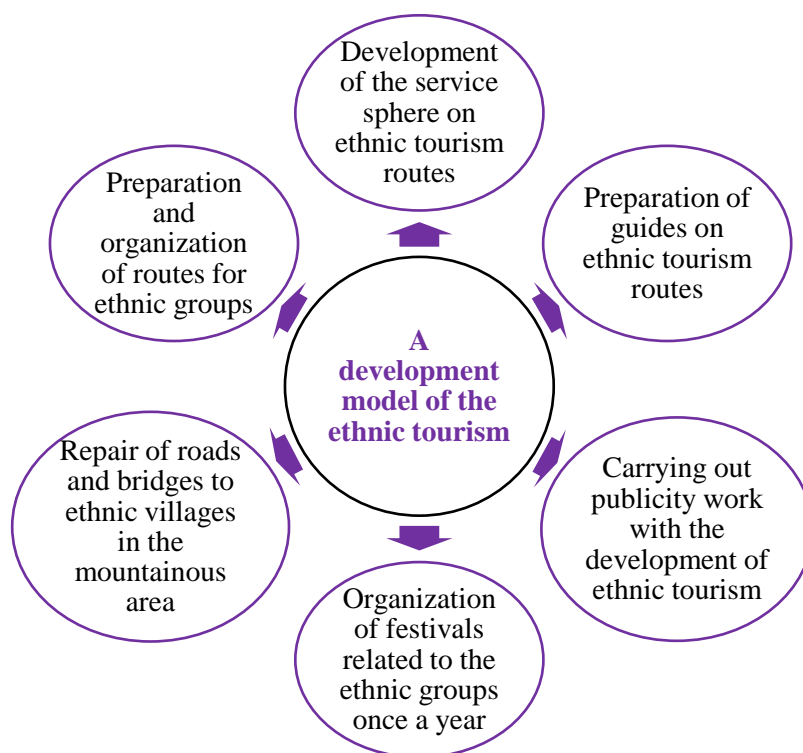 Development
of the service
sphere on
ethnic tourism
routes
Preparation of
guides on
ethnic tourism
routes
Carrying out
publicity work
with the
development of
ethnic tourism
Organization
of festivals
related to the
ethnic groups
once a year
Repair of roads
and bridges to
ethnic villages
in the
mountainous
area
Preparation
and
organization
of routes for
ethnic groups
A
development
model of the
ethnic tourism